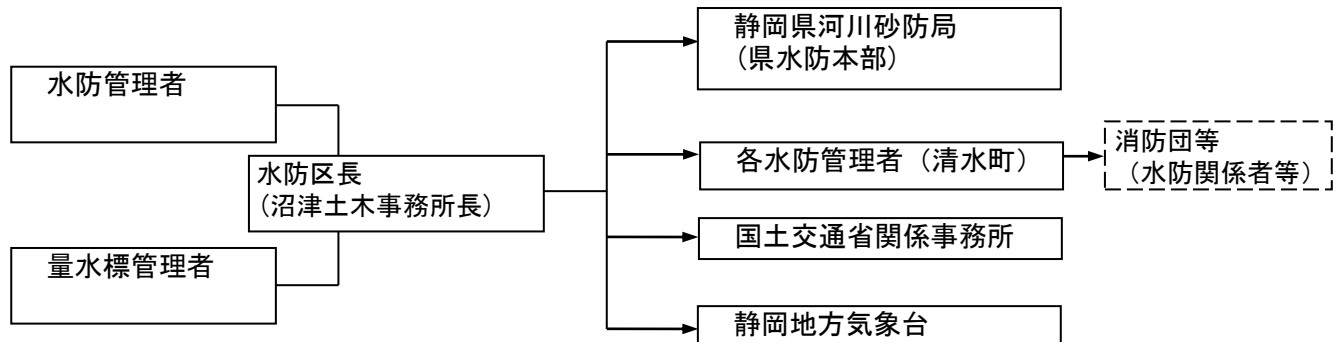 水防管理者
量水標管理者
水防区長
(沼津土木事務所長)
静岡県河川砂防局
(県水防本部)
各水防管理者(清水町)
国土交通省関係事務所
静岡地方気象台
消防団等
(水防関係者等)